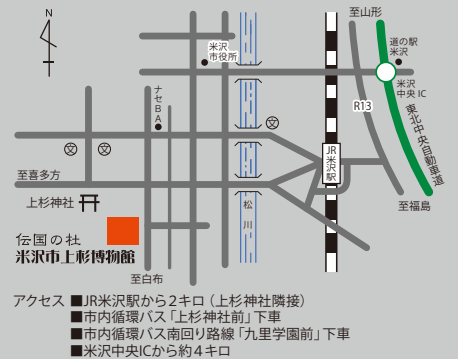 N
至山形
道の駅
米沢
米沢
市役所
米沢
中央 IC
ナセBA
R13
東北中央自動車道
文
文
文
JR
米沢駅
至喜多方
上杉神社
松川
至福島
伝国の杜
米沢市上杉博物館
至白布
アクセス ■JR米沢駅から2キロ（上杉神社隣接）
■市内循環バス「上杉神社前」下車
■市内循環バス南回り路線「九里学園前」下車
■米沢中央ICから約4キロ